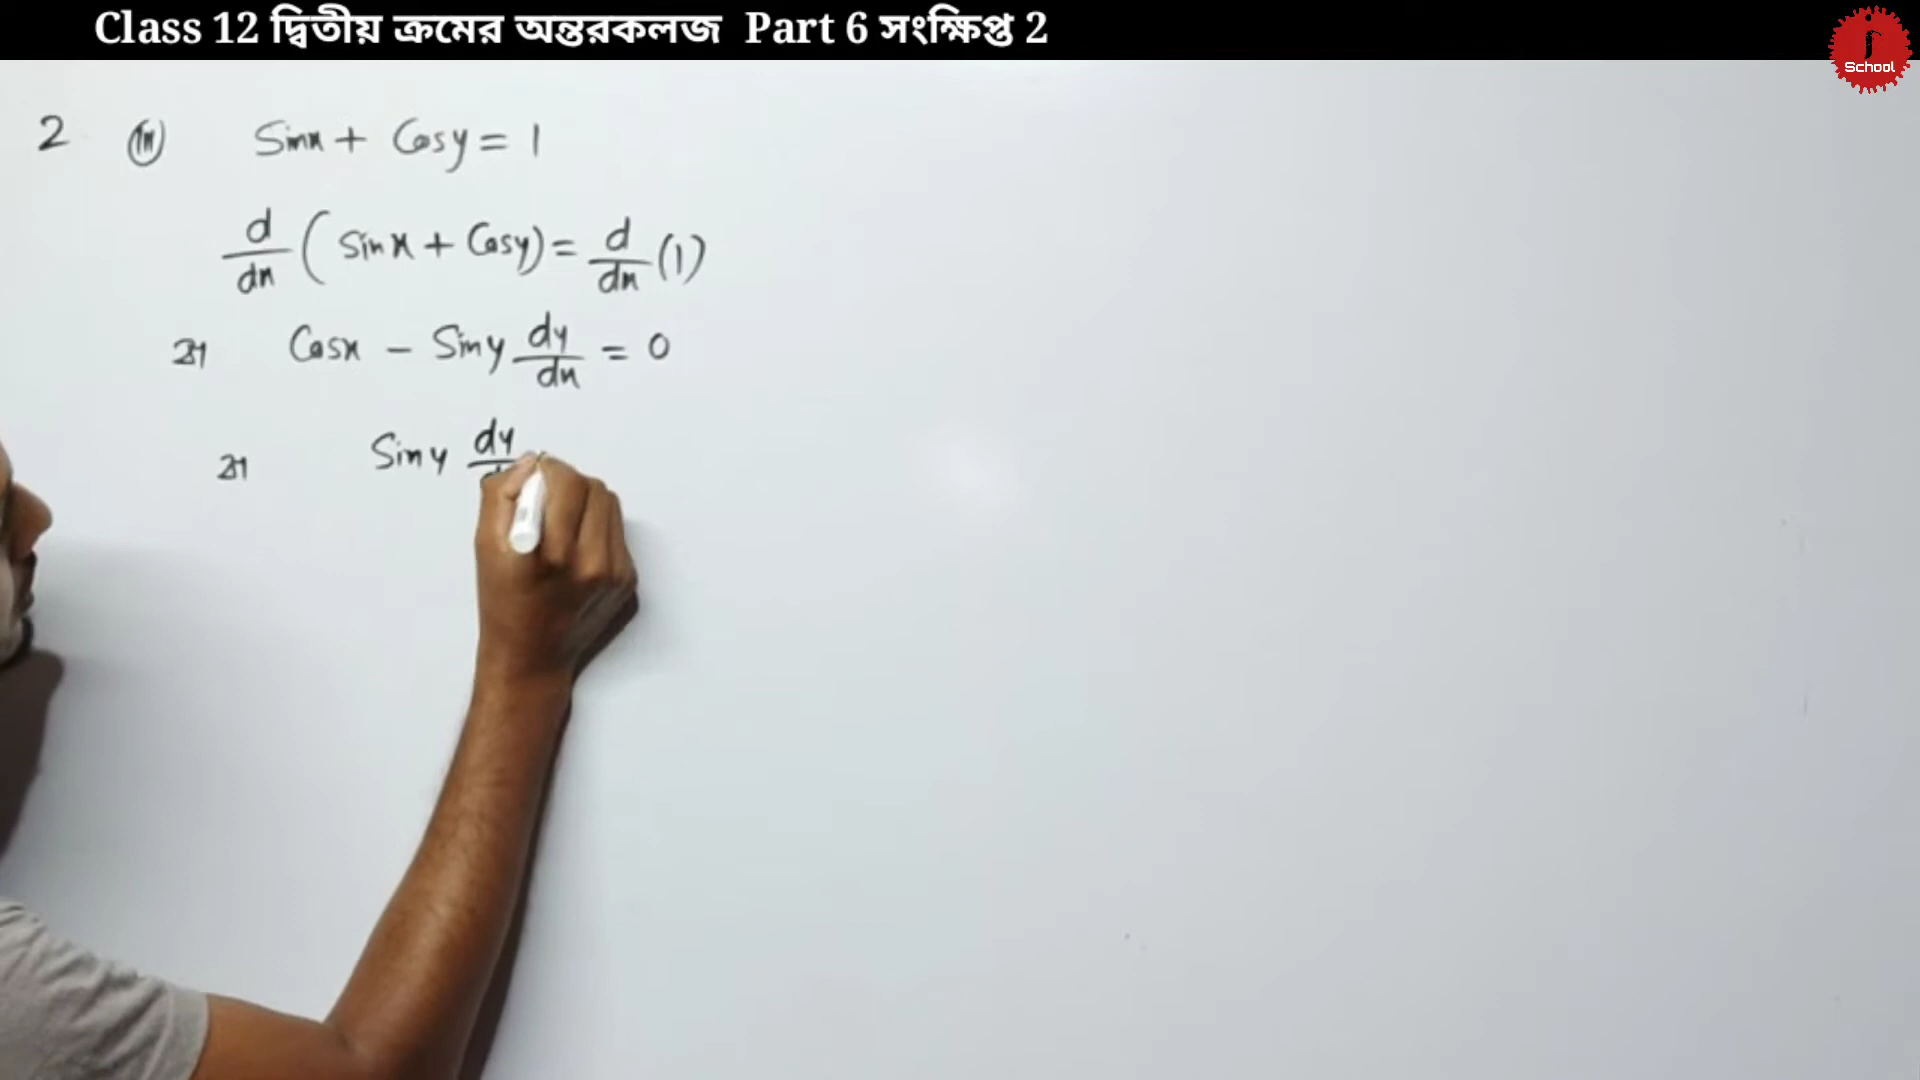 Class 12 দ্বিতীয় ক্রমের অন্তরকলজ Part 6 সংক্ষিপ্ত 2
School
2 (iv) Sinx + Cosy = 1
d/dx (Sinx + Cosy) = d/dx (1)
বা Cosx - Siny dy/dx = 0
বা Siny dy